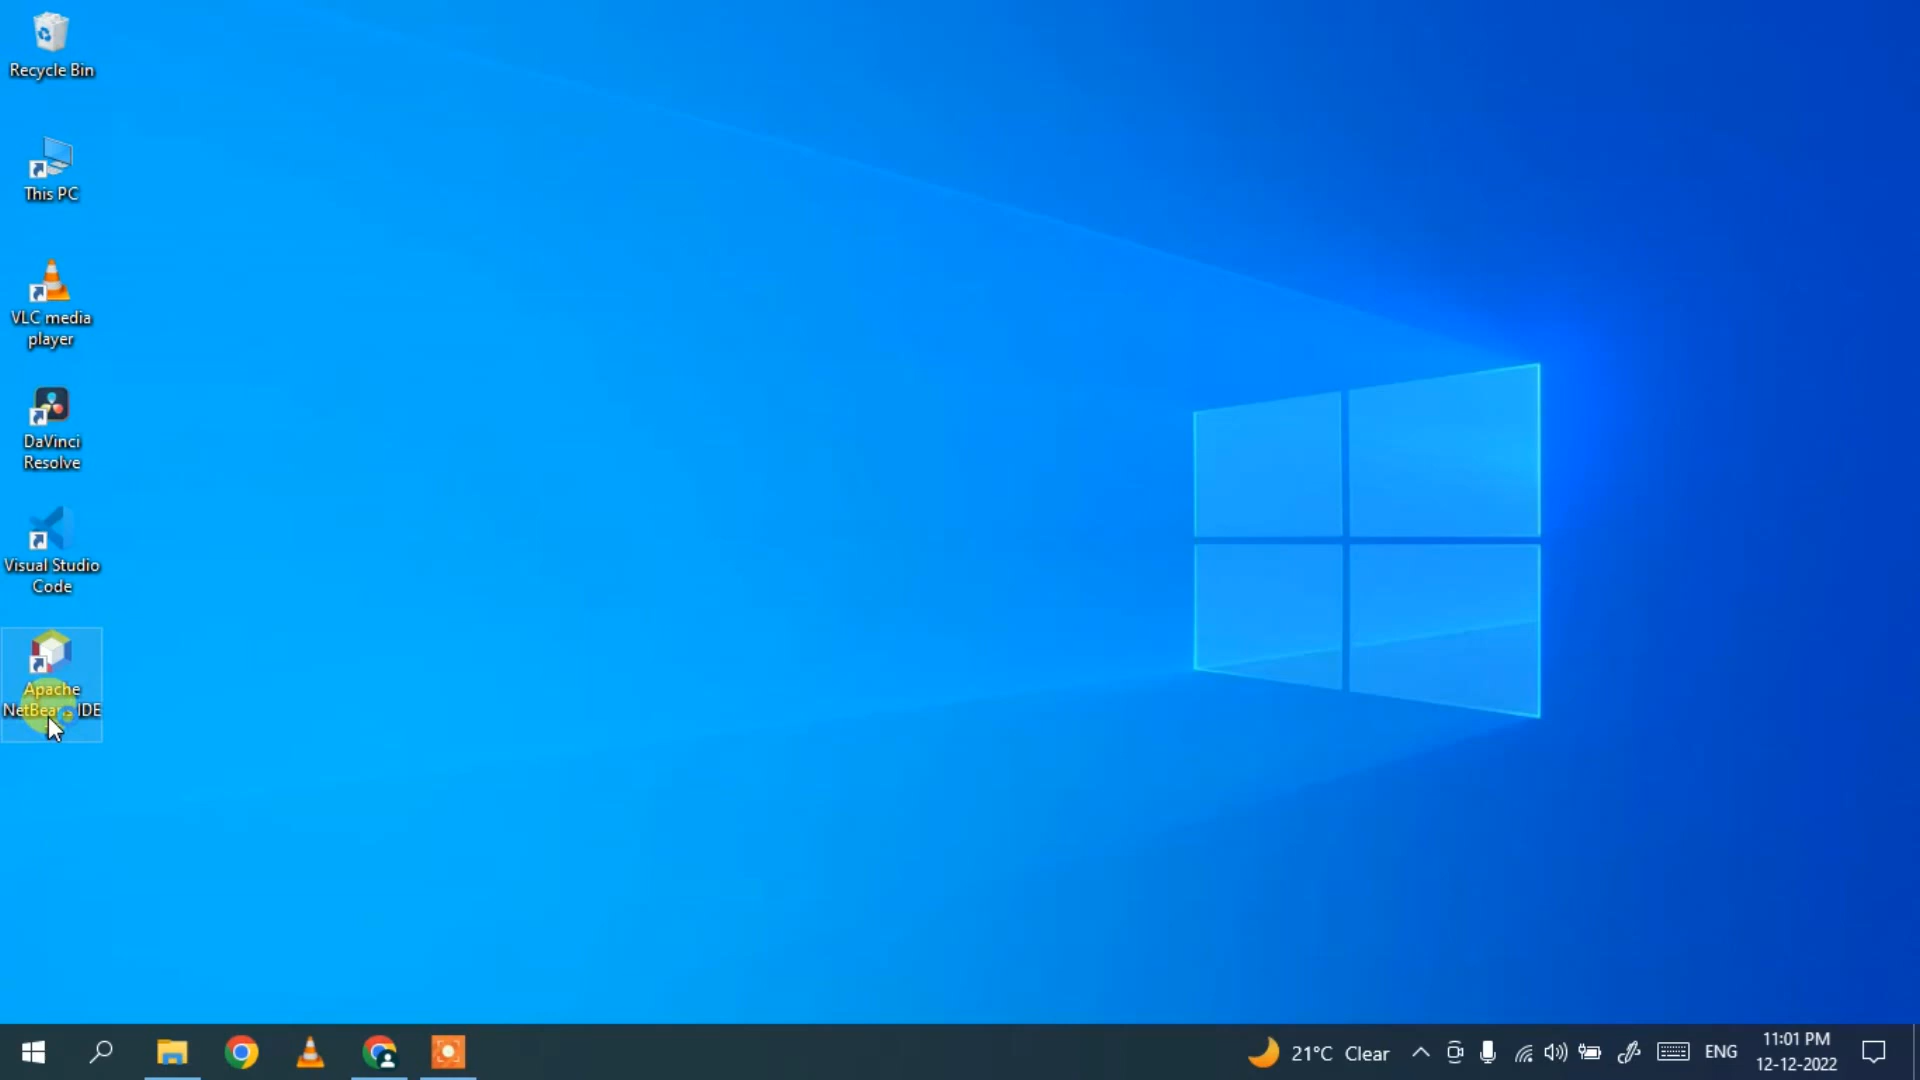 Recycle Bin
This PC
VLC media
player
DaVinci
Resolve
Visual Studio
Code
Apache
NetBeans IDE
21°C Clear
ENG
11:01 PM
12-12-2022